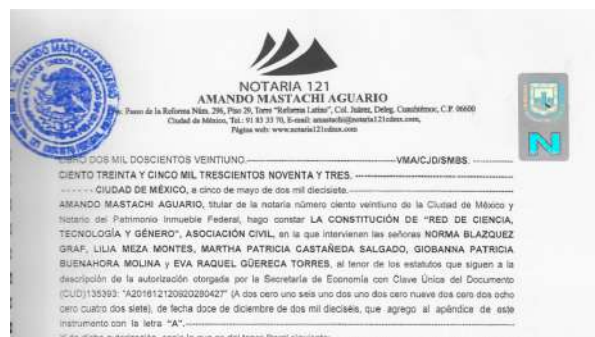 NOTARIA 121
AMANDO MASTACHI AGUARIO
Paseo de la Reforma Núm. 296, Piso 29, Torre "Reforma Latino", Col. Juárez, Deleg. Cuauhtémoc, C.P. 06600
Ciudad de México, Tel.: 91 83 33 70, E-mail: amastachi@notaria121cdmx.com,
Página web: www.notaria121cdmx.com
AMANDO MASTACHI AGUARIO
ESTADOS UNIDOS MEXICANOS
N
LIBRO DOS MIL DOSCIENTOS VEINTIUNO.----------VMA/CJD/SMBS. ----------
CIENTO TREINTA Y CINCO MIL TRESCIENTOS NOVENTA Y TRES. ----------
------ CIUDAD DE MÉXICO, a cinco de mayo de dos mil diecisiete.----------
AMANDO MASTACHI AGUARIO, titular de la notaría número ciento veintiuno de la Ciudad de México y
Notario del Patrimonio Inmueble Federal, hago constar LA CONSTITUCIÓN DE "RED DE CIENCIA,
TECNOLOGÍA Y GÉNERO", ASOCIACIÓN CIVIL, en la que intervienen las señoras NORMA BLAZQUEZ
GRAF, LILIA MEZA MONTES, MARTHA PATRICIA CASTAÑEDA SALGADO, GIOBANNA PATRICIA
BUENAHORA MOLINA y EVA RAQUEL GÜERECA TORRES, al tenor de los estatutos que siguen a la
descripción de la autorización otorgada por la Secretaría de Economía con Clave Única del Documento
(CUD)135393: "A201612120920280427" (A dos cero uno seis uno dos uno dos cero nueve dos cero dos ocho
cero cuatro dos siete), de fecha doce de diciembre de dos mil dieciséis, que agrego al apéndice de este
instrumento con la letra "A".----------